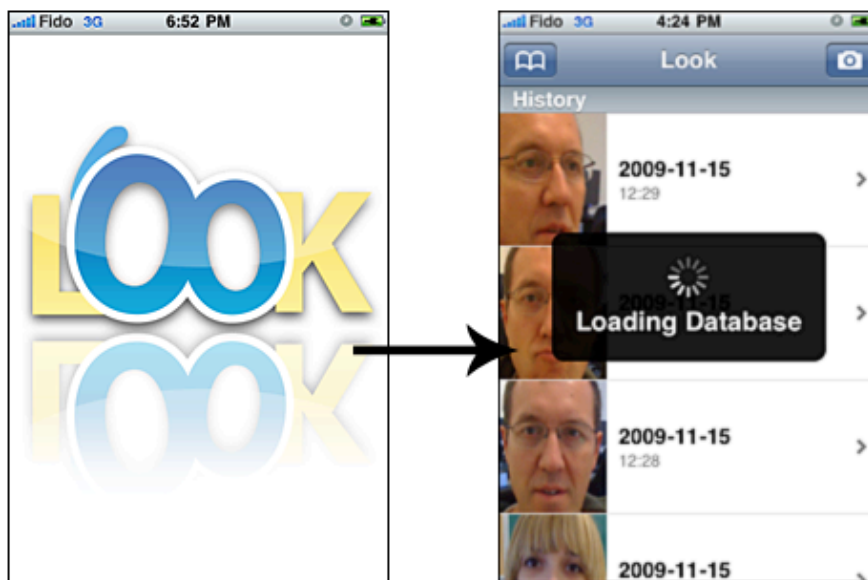 Fido 3G 6:52 PM
LOOK
Fido 3G 4:24 PM
Look
History
2009-11-15
12:29
Loading Database
2009-11-15
12:28
2009-11-15